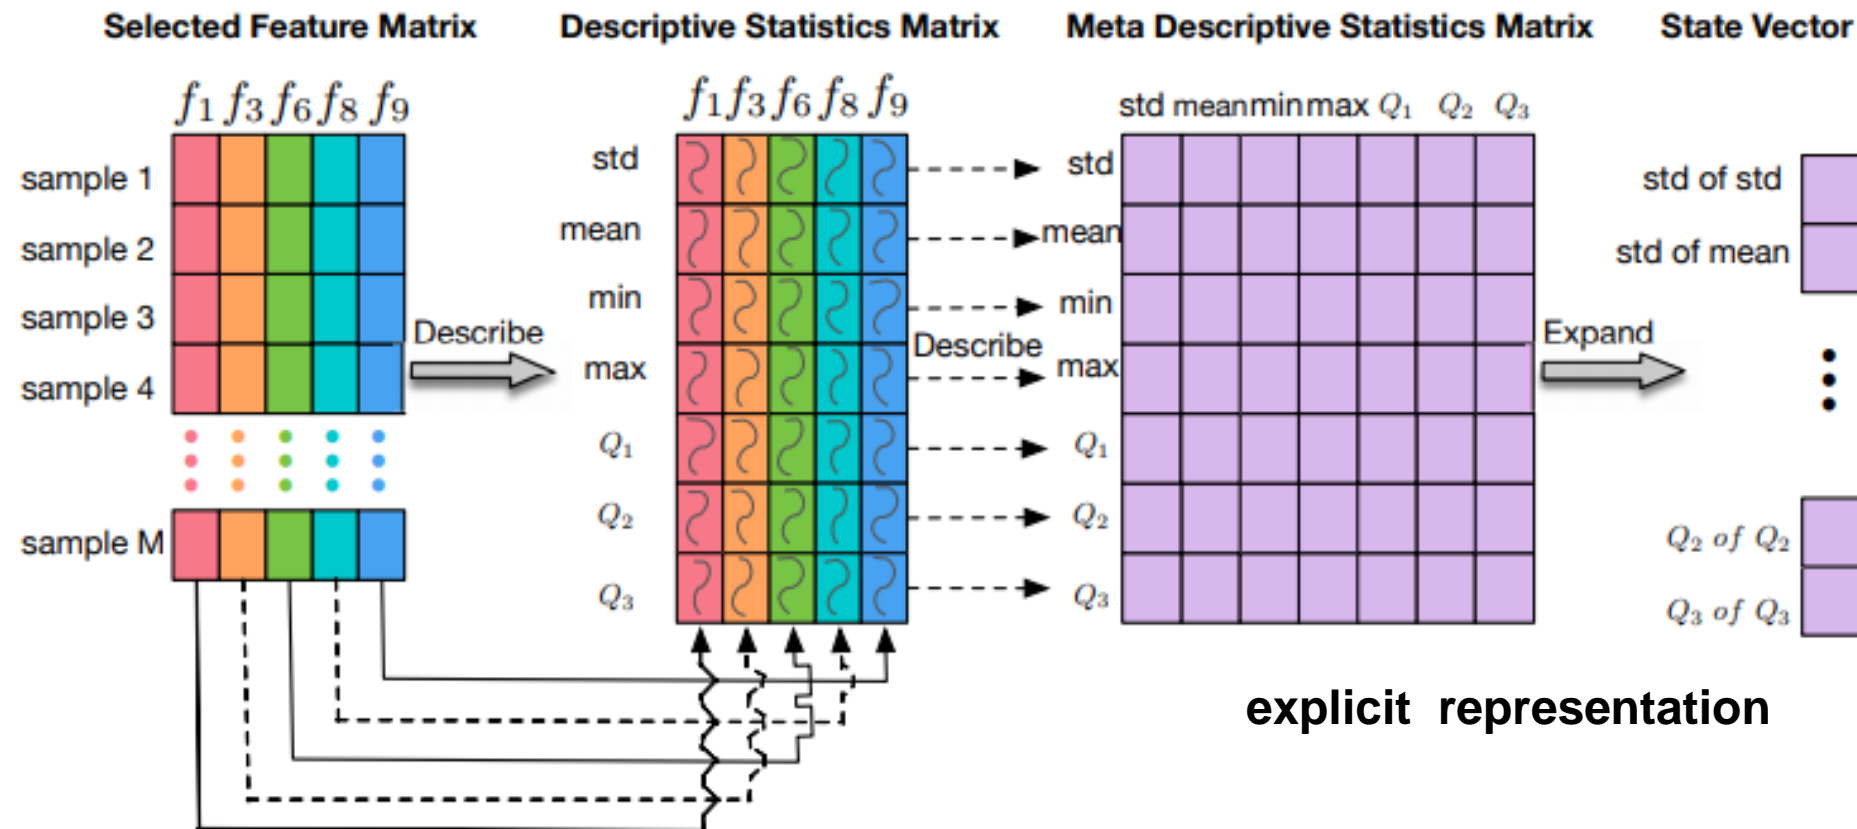 Selected Feature Matrix
Descriptive Statistics Matrix
Meta Descriptive Statistics Matrix
State Vector
f1 f3 f6 f8 f9
sample 1
sample 2
sample 3
sample 4
sample M
Describe
f1 f3 f6 f8 f9
std
mean
min
max
Q1
Q2
Q3
Describe
std mean min max Q1 Q2 Q3
std
mean
min
max
Q1
Q2
Q3
Expand
std of std
std of mean
Q2 of Q2
Q3 of Q3
explicit representation